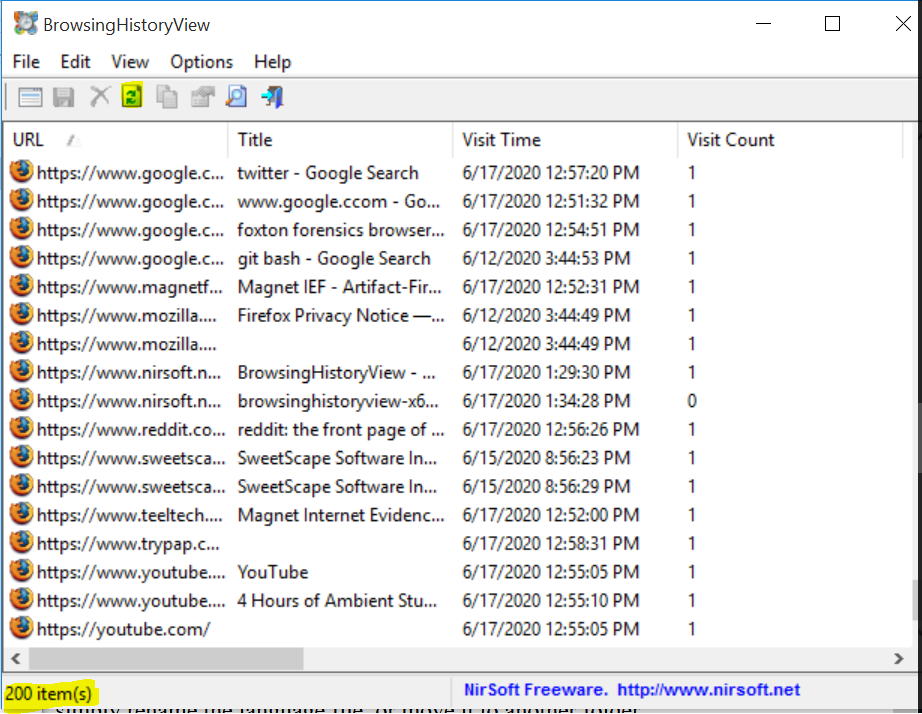 BrowsingHistoryView
File Edit View Options Help
URL Title Visit Time Visit Count
https://www.google.c... twitter - Google Search 6/17/2020 12:57:20 PM 1
https://www.google.c... www.google.ccom - Go... 6/17/2020 12:51:32 PM 1
https://www.google.c... foxton forensics browser... 6/17/2020 12:54:51 PM 1
https://www.google.c... git bash - Google Search 6/12/2020 3:44:53 PM 1
https://www.magnetf... Magnet IEF - Artifact-Fir... 6/17/2020 12:52:31 PM 1
https://www.mozilla.... Firefox Privacy Notice —... 6/12/2020 3:44:49 PM 1
https://www.mozilla.... 6/12/2020 3:44:49 PM 1
https://www.nirsoft.n... BrowsingHistoryView - ... 6/17/2020 1:29:30 PM 1
https://www.nirsoft.n... browsinghistoryview-x6... 6/17/2020 1:34:28 PM 0
https://www.reddit.co... reddit: the front page of ... 6/17/2020 12:56:26 PM 1
https://www.sweetsca... SweetScape Software In... 6/15/2020 8:56:23 PM 1
https://www.sweetsca... SweetScape Software In... 6/15/2020 8:56:29 PM 1
https://www.teeltech.... Magnet Internet Evidenc... 6/17/2020 12:52:00 PM 1
https://www.trypap.c... 6/17/2020 12:58:31 PM 1
https://www.youtube.... YouTube 6/17/2020 12:55:05 PM 1
https://www.youtube.... 4 Hours of Ambient Stu... 6/17/2020 12:55:10 PM 1
https://youtube.com/ 6/17/2020 12:55:05 PM 1
200 item(s) NirSoft Freeware. http://www.nirsoft.net
simply rename the language file, or move it to another folder